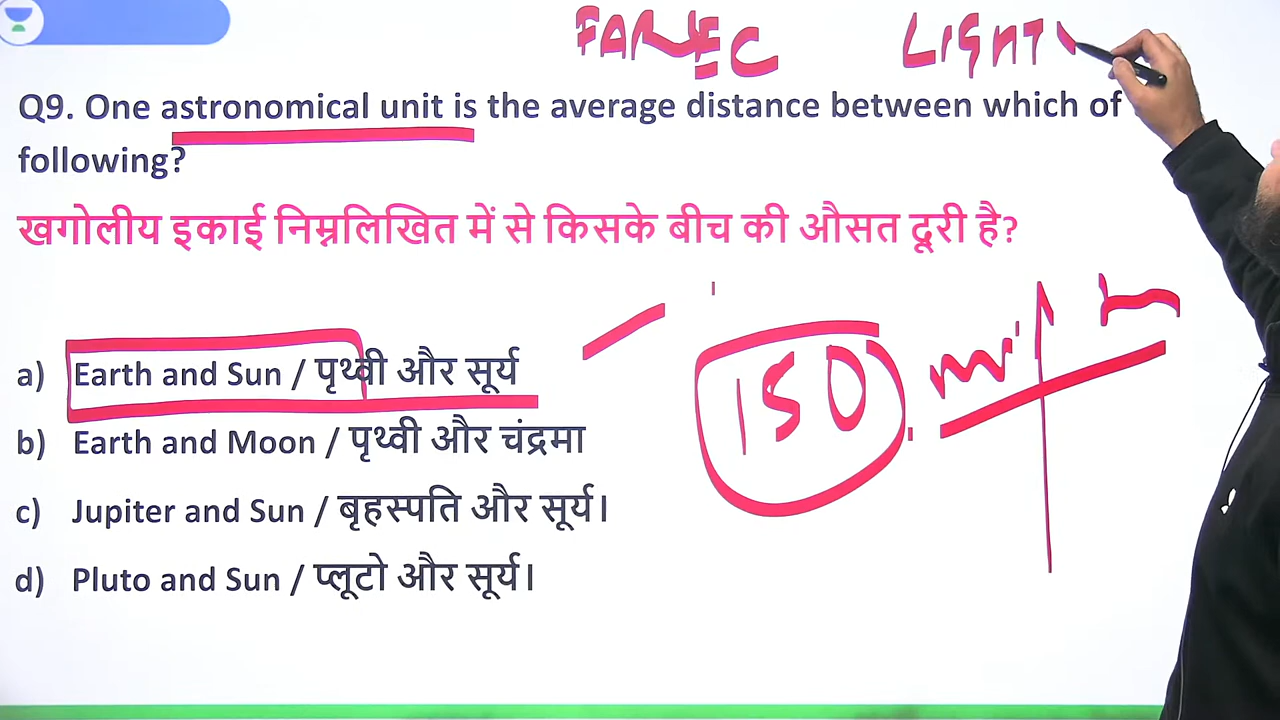 LIGHT
Q9. One astronomical unit is the average distance between which of
following?
खगोलीय इकाई निम्नलिखित में से किसके बीच की औसत दूरी है?
150
a) Earth and Sun / पृथ्वी और सूर्य
b) Earth and Moon / पृथ्वी और चंद्रमा
c) Jupiter and Sun / बृहस्पति और सूर्य।
d) Pluto and Sun / प्लूटो और सूर्य।